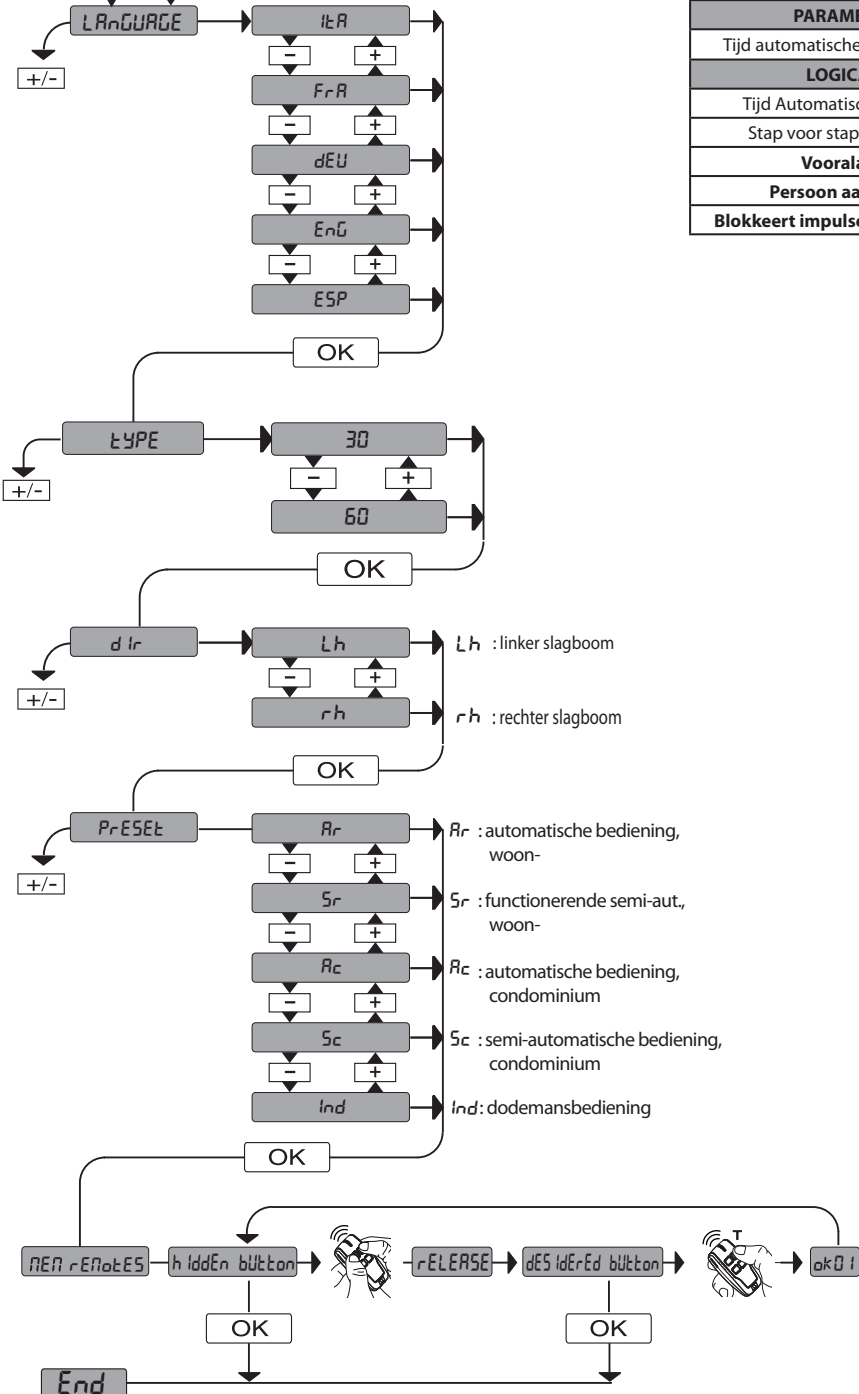 LAnGUAGE
ItA
+/-
-
+
FrA
-
+
dEU
-
+
EnG
-
+
ESP
OK
tYPE
30
+/-
-
+
60
OK
dIr
Lh
Lh : linker slagboom
+/-
-
+
rh
rh : rechter slagboom
OK
PrESEt
Ar
Ar : automatische bediening,
woon-
+/-
-
+
Sr
Sr : functionerende semi-aut.,
woon-
-
+
Ac
Ac : automatische bediening,
condominium
-
+
Sc
Sc : semi-automatische bediening,
condominium
-
+
Ind
Ind: dodemansbediening
OK
MEM rEMotES
hIddEn bUtton
rELEASE
dESIdErEd bUtton
T
ok01
OK
OK
End
PARAME
Tijd automatische
LOGICA
Tijd Automatisc
Stap voor stap
Voorala
Persoon aa
Blokkeert impulse